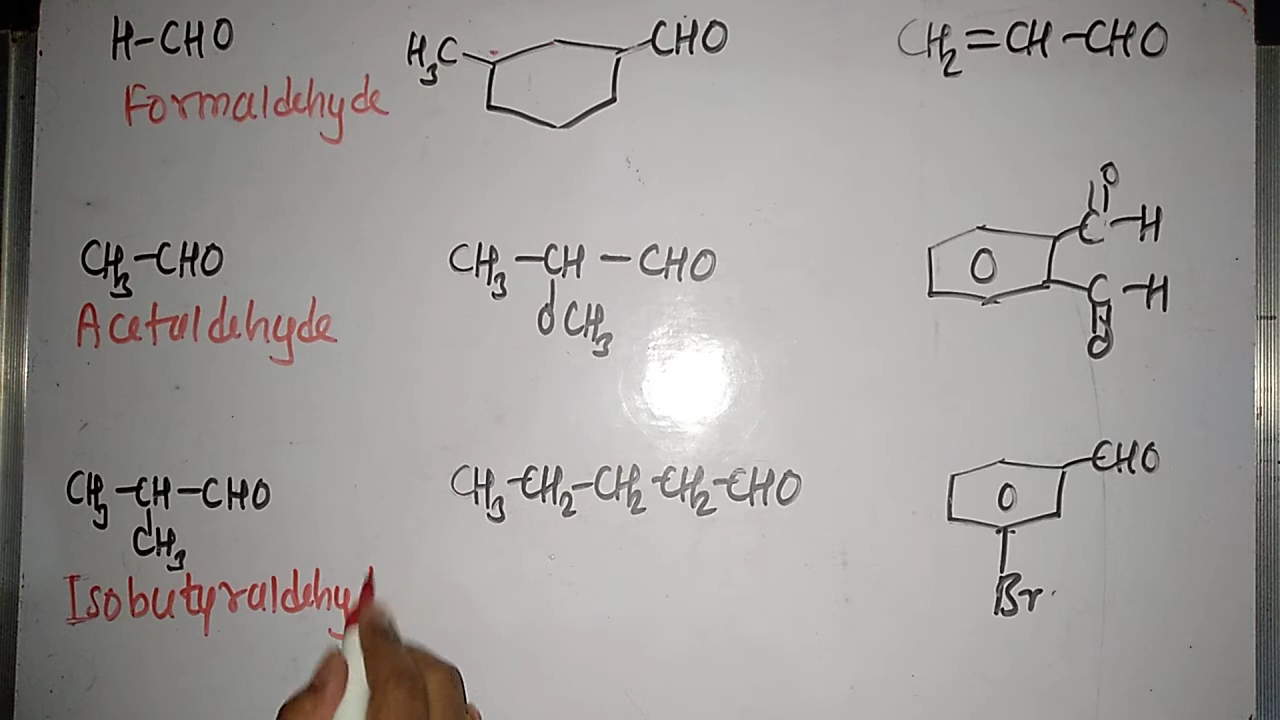 H-CHO
Formaldehyde
H₃C CHO
CH₂=CH-CHO
CH₃-CHO
Acetaldehyde
CH₃-CH-CHO
OCH₃
O
C-H
O
C-H
O
CH₃-CH-CHO
CH₃
Isobutyraldehy
CH₃-CH₂-CH₂-CH₂-CHO
CHO
O
Br